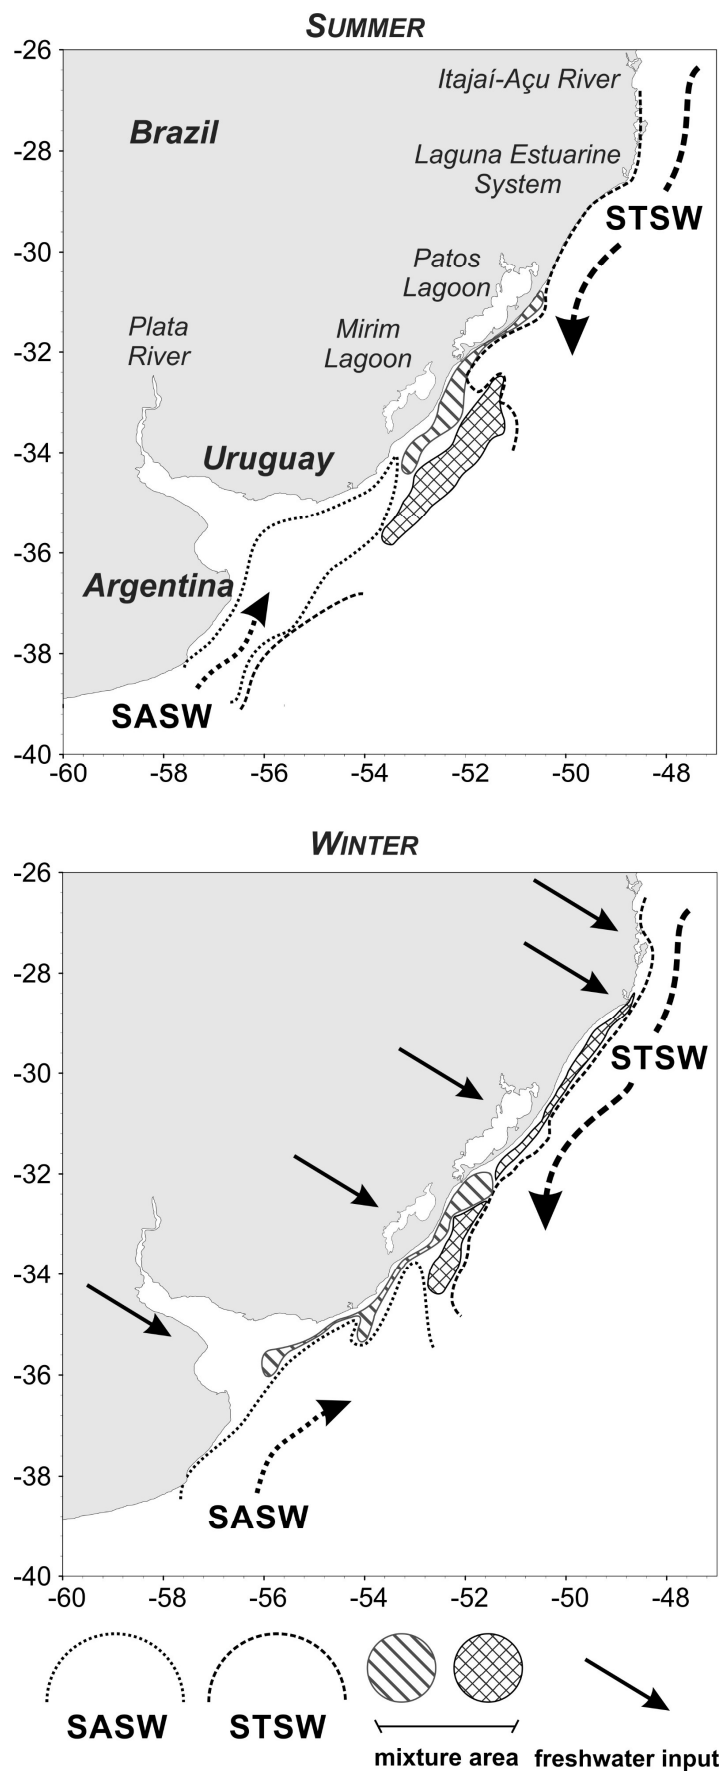 SUMMER
-26
Itajaí-Açu River
Brazil
-28
Laguna Estuarine
System
STSW
-30
Patos
Lagoon
Plata
River
Mirim
Lagoon
-32
-34
Uruguay
-36
Argentina
-38
SASW
-40
-60 -58 -56 -54 -52 -50 -48
WINTER
-26
-28
STSW
-30
-32
-34
-36
-38
SASW
-40
-60 -58 -56 -54 -52 -50 -48
SASW STSW
mixture area freshwater input